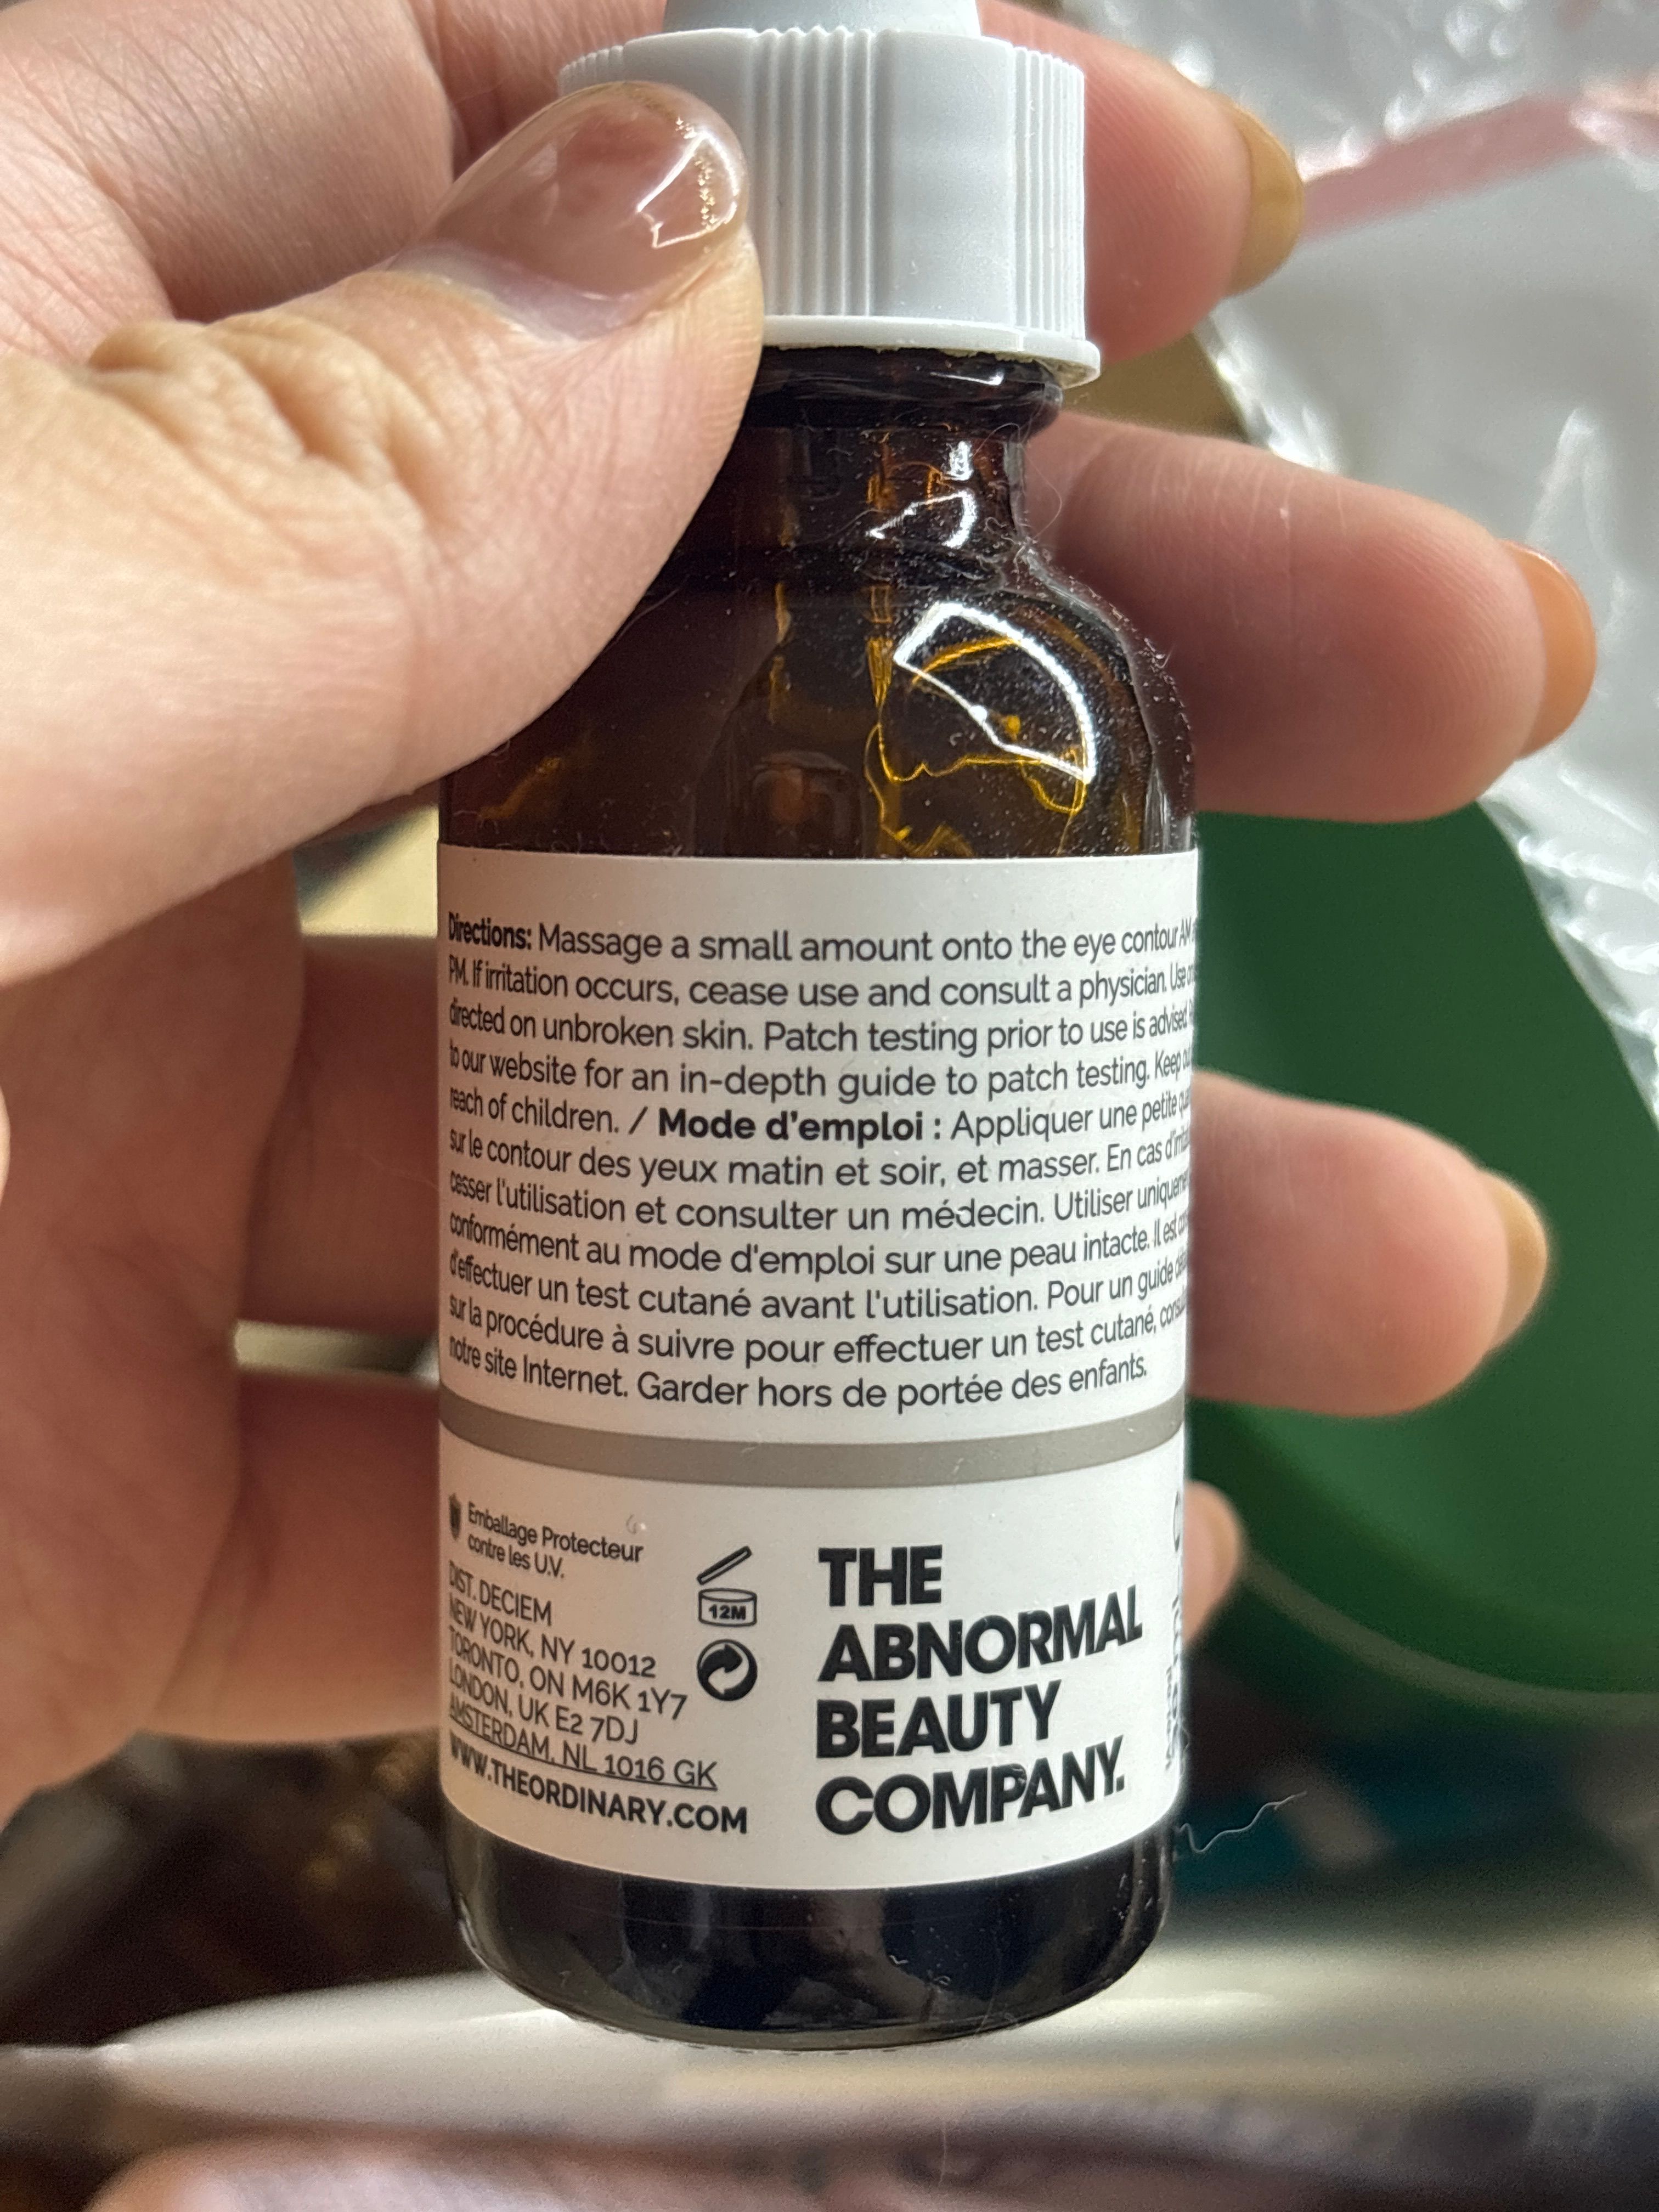 Directions: Massage a small amount onto the eye contour AM
PM. If irritation occurs, cease use and consult a physician. Use
directed on unbroken skin. Patch testing prior to use is advised.
to our website for an in-depth guide to patch testing. Keep
reach of children. / Mode d'emploi : Appliquer une petite
sur le contour des yeux matin et soir, et masser. En cas
cesser l'utilisation et consulter un médecin. Utiliser
conformément au mode d'emploi sur une peau intacte. Il est
d'effectuer un test cutané avant l'utilisation. Pour un guide
sur la procédure à suivre pour effectuer un test cutané,
notre site Internet. Garder hors de portée des enfants.
Emballage Protecteur
contre les U.V.
DIST. DECIEM
NEW YORK, NY 10012
TORONTO, ON M6K 1Y7
LONDON, UK E2 7DJ
AMSTERDAM, NL 1016 GK
WWW.THEORDINARY.COM
12M
THE
ABNORMAL
BEAUTY
COMPANY.